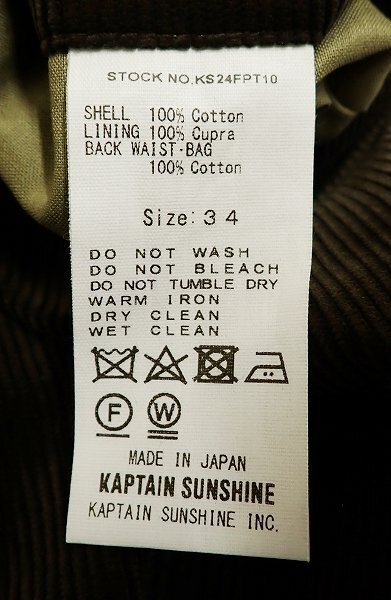 STOCK NO.KS24FPT10
SHELL 100% Cotton
LINING 100% Cupra
BACK WAIST·BAG
100% Cotton
Size: 34
DO NOT WASH
DO NOT BLEACH
DO NOT TUMBLE DRY
WARM IRON
DRY CLEAN
WET CLEAN
F W
MADE IN JAPAN
KAPTAIN SUNSHINE
KAPTAIN SUNSHINE INC.